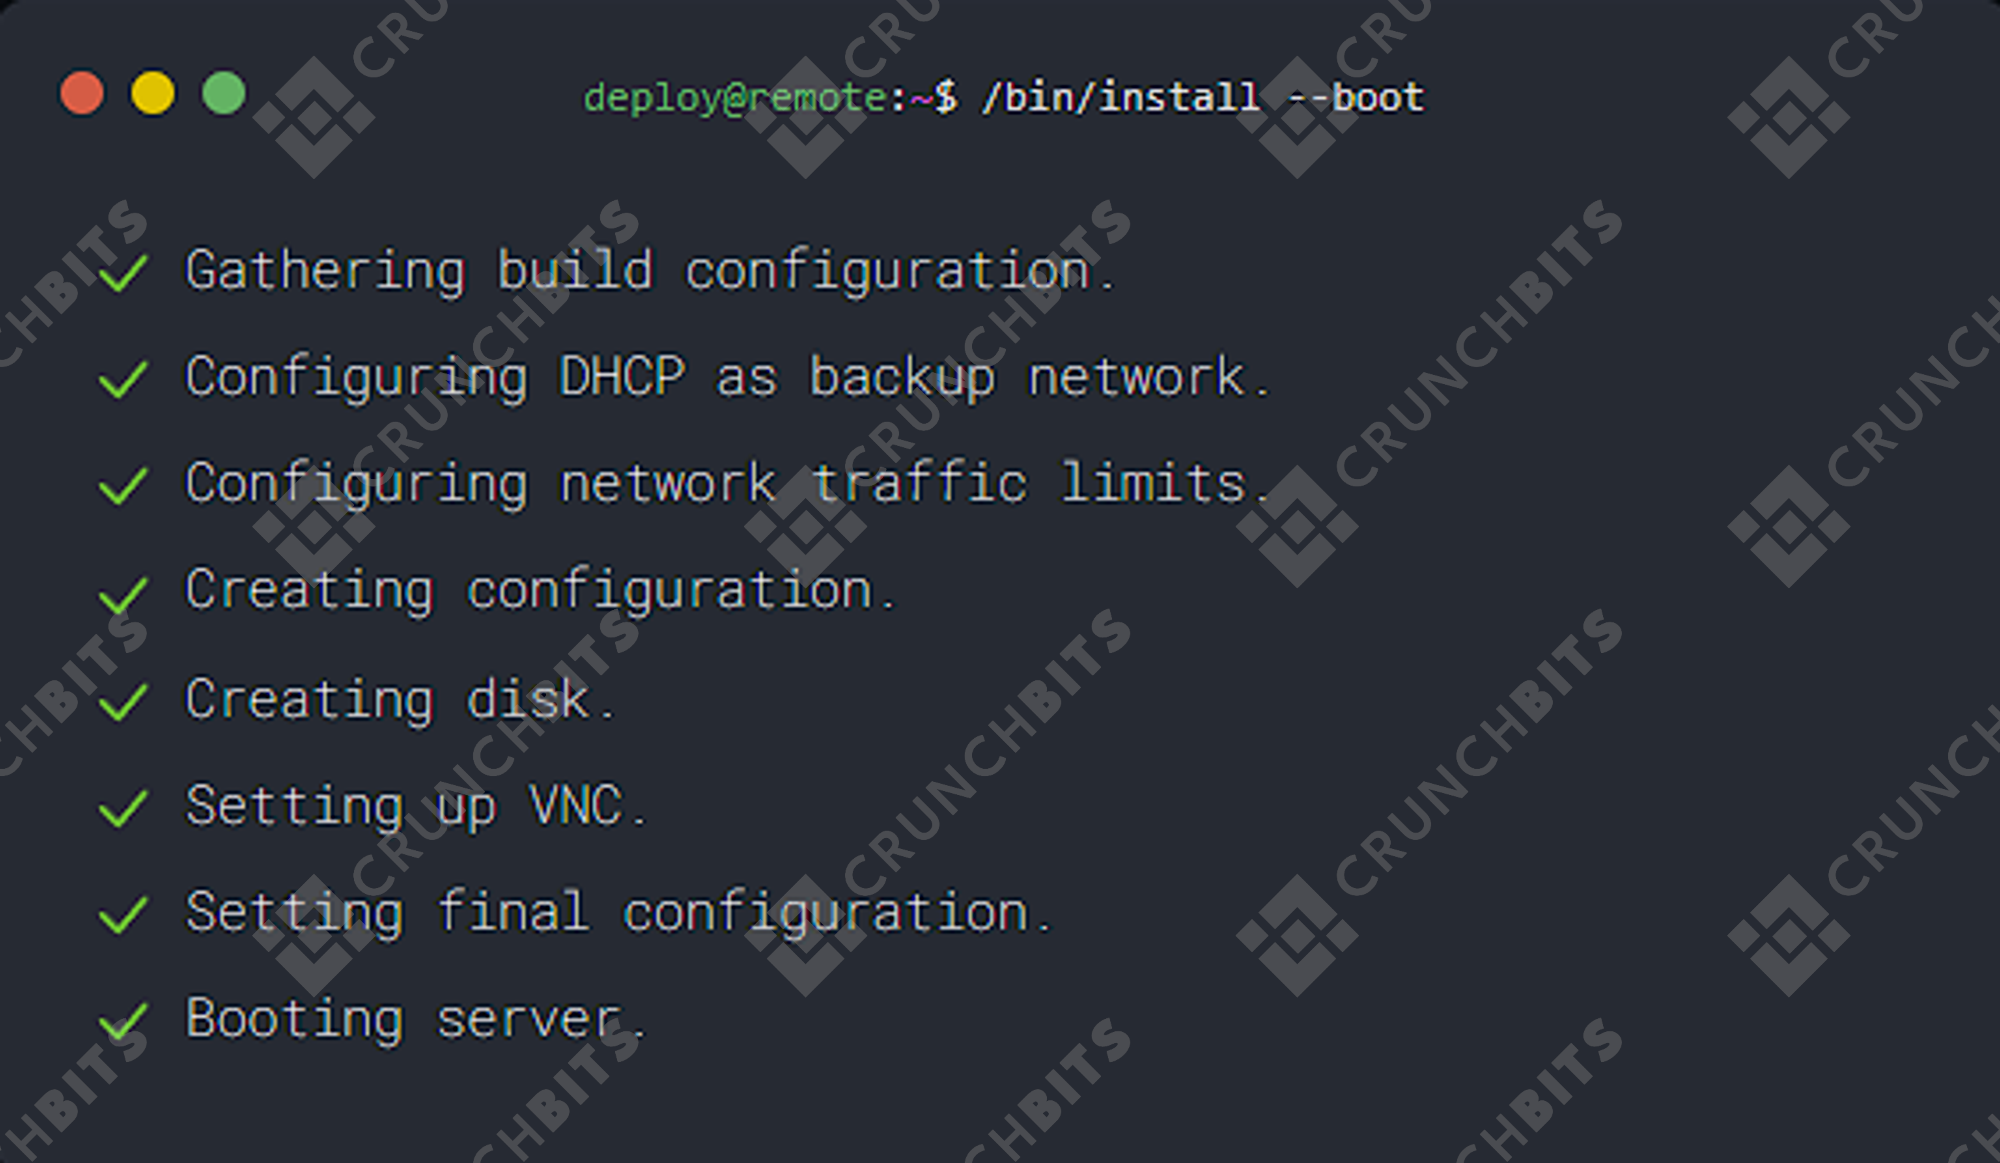 deploy@remote:~$ /bin/install --boot
Gathering build configuration.
Configuring DHCP as backup network.
Configuring network traffic limits.
Creating configuration.
Creating disk.
Setting up VNC.
Setting final configuration.
Booting server.
CRUNCHBITS